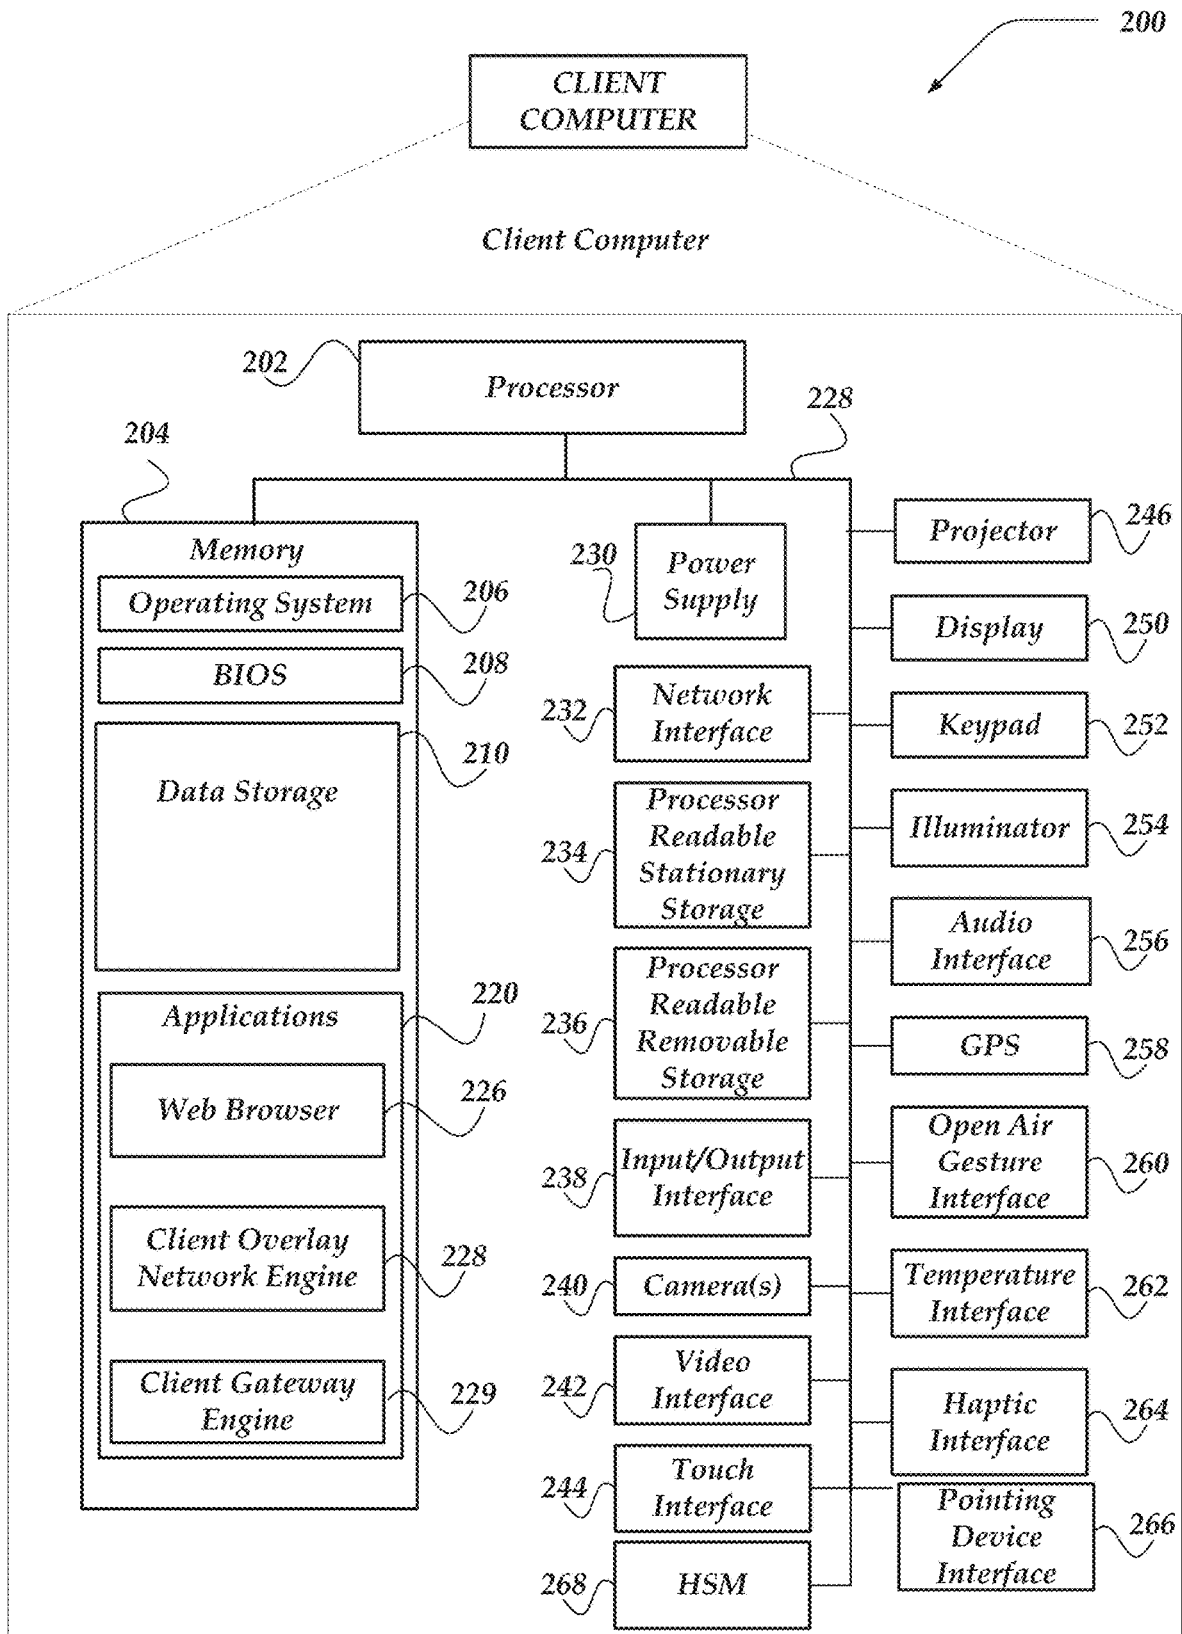 200
CLIENT
COMPUTER
Client Computer
202
Processor
228
204
Memory
Operating System
206
BIOS
208
Data Storage
210
Applications
220
Web Browser
226
Client Overlay
Network Engine
228
Client Gateway
Engine
229
230
Power
Supply
232
Network
Interface
234
Processor
Readable
Stationary
Storage
236
Processor
Readable
Removable
Storage
238
Input/Output
Interface
240
Camera(s)
242
Video
Interface
244
Touch
Interface
268
HSM
Projector
246
Display
250
Keypad
252
Illuminator
254
Audio
Interface
256
GPS
258
Open Air
Gesture
Interface
260
Temperature
Interface
262
Haptic
Interface
264
Pointing
Device
Interface
266